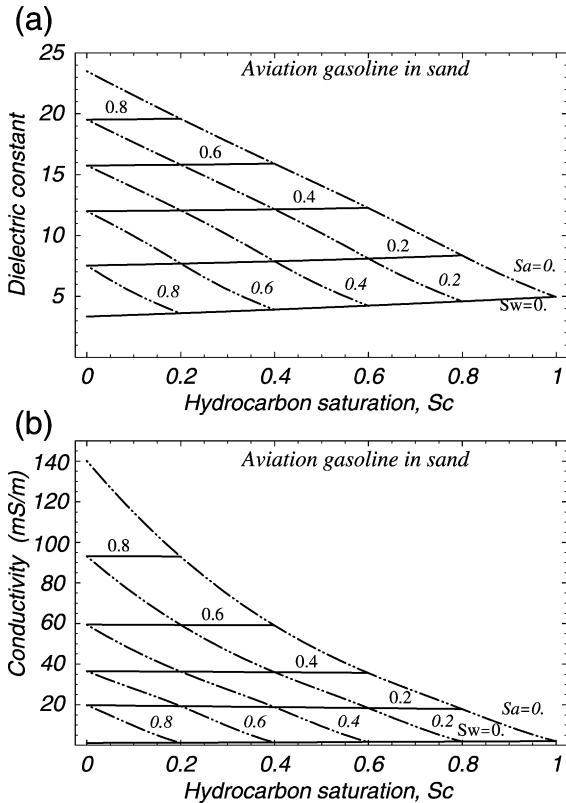 (a)
Aviation gasoline in sand
Dielectric constant
25
20
15
10
5
0.8
0.6
0.4
0.2
Sa=0.
0.8
0.6
0.4
0.2
Sw=0.
0 0.2 0.4 0.6 0.8 1
Hydrocarbon saturation, Sc
(b)
Aviation gasoline in sand
Conductivity (mS/m)
140
120
100
80
60
40
20
0.8
0.6
0.4
0.2
Sa=0.
0.8
0.6
0.4
0.2
Sw=0.
0 0.2 0.4 0.6 0.8 1
Hydrocarbon saturation, Sc